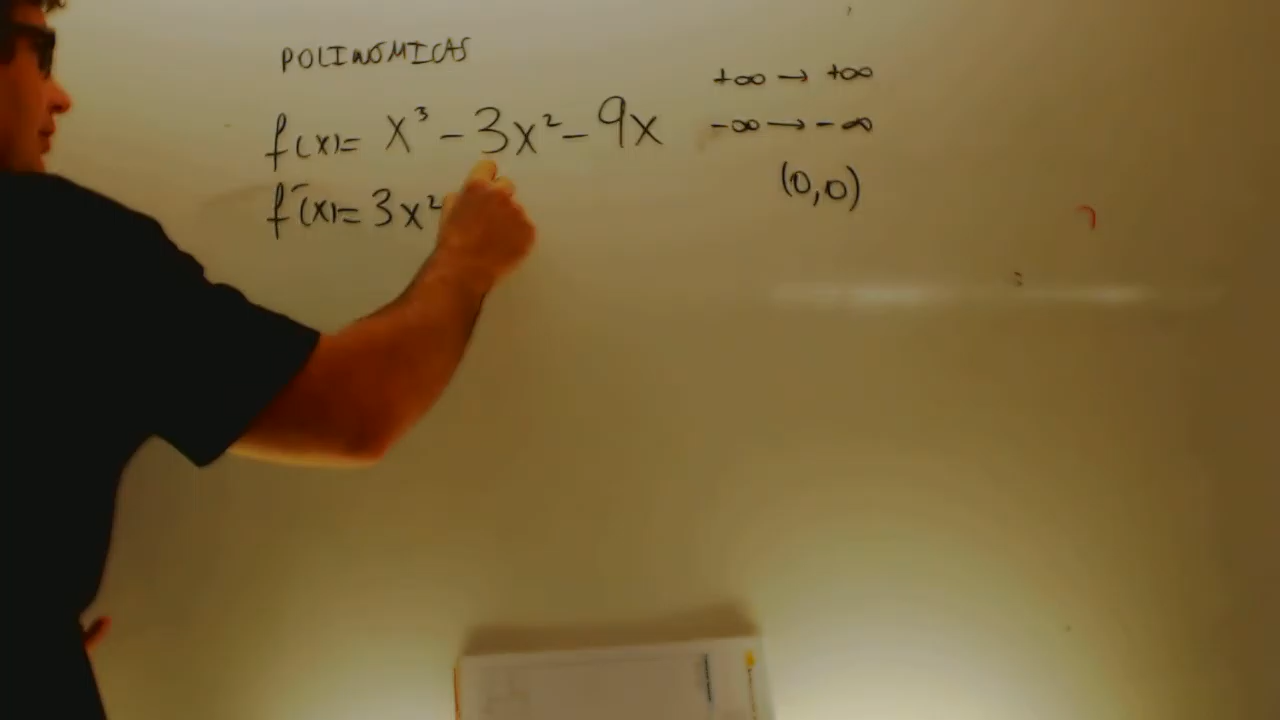 POLINOMICAS
f(x)= x³ - 3x² - 9x
f'(x)= 3x²
+∞ → +∞
-∞ → -∞
(0,0)